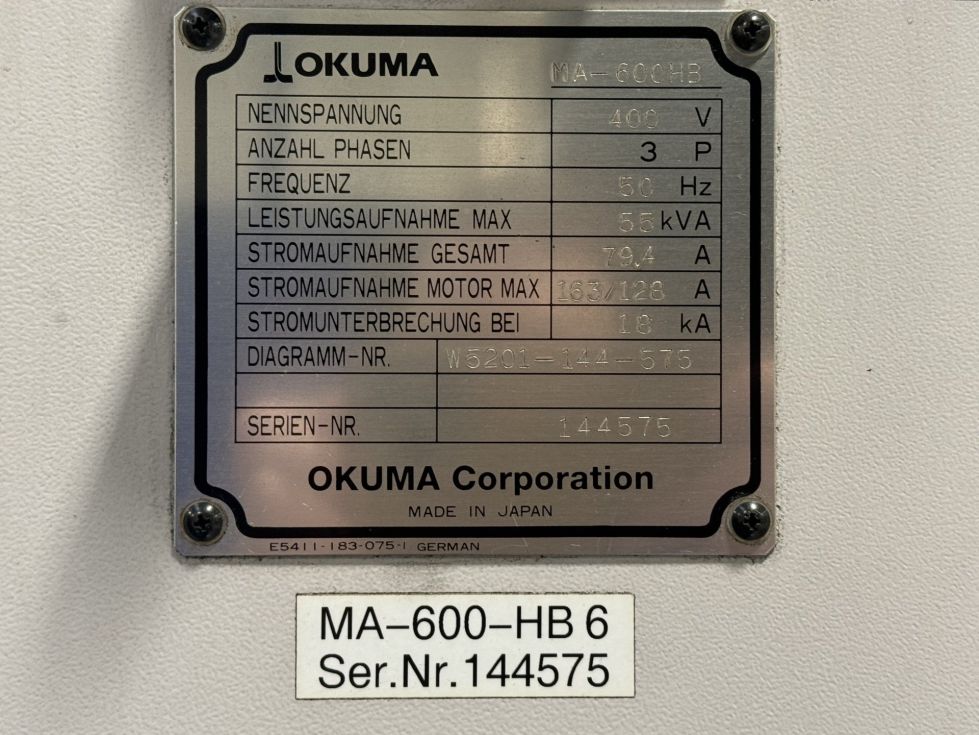 OKUMA MA-600HB
NENNSPANNUNG 400 V
ANZAHL PHASEN 3 P
FREQUENZ 50 Hz
LEISTUNGSAUFNAHME MAX 55 kVA
STROMAUFNAHME GESAMT 79.4 A
STROMAUFNAHME MOTOR MAX 163/128 A
STROMUNTERBRECHUNG BEI 18 kA
DIAGRAMM-NR. W5201-144-575
SERIEN-NR. 144575
OKUMA Corporation
MADE IN JAPAN
E5411-183-075-1 GERMAN
MA-600-HB 6
Ser.Nr.144575